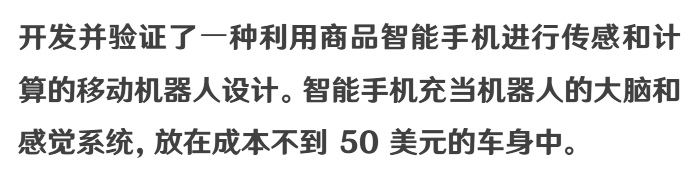 开发并验证了一种利用商品智能手机进行传感和计
算的移动机器人设计。智能手机充当机器人的大脑和
感觉系统，放在成本不到 50 美元的车身中。